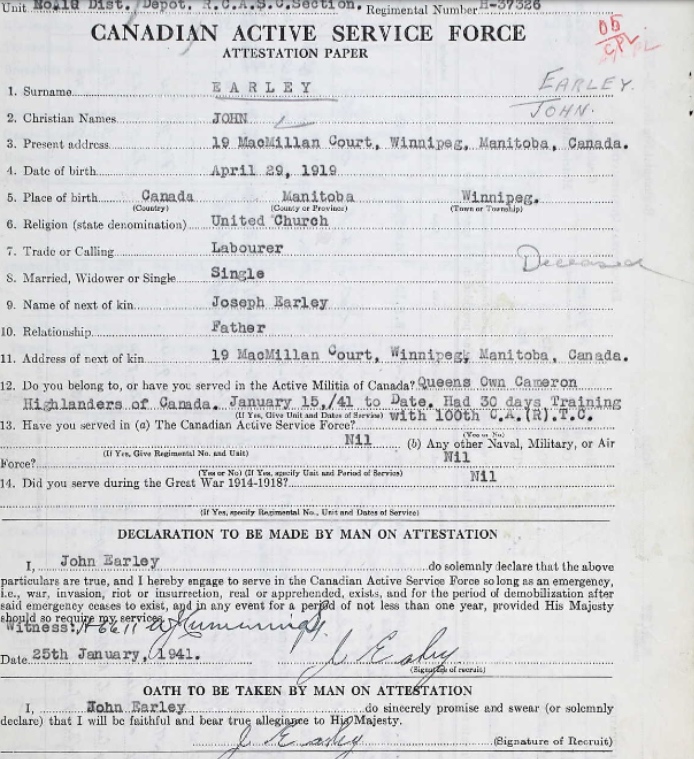 Unit No.10 Dist. Depot. R.C.A.S.C.Section. Regimental Number H-37326
05
CPL
CANADIAN ACTIVE SERVICE FORCE
ATTESTATION PAPER
1. Surname EARLEY
EARLEY.
JOHN.
2. Christian Names JOHN
3. Present address 19 MacMillan Court, Winnipeg, Manitoba, Canada.
4. Date of birth April 29, 1919
5. Place of birth Canada Manitoba Winnipeg.
(Country) (County or Province) (Town or Township)
6. Religion (state denomination) United Church
7. Trade or Calling Labourer
Deceased
8. Married, Widower or Single Single
9. Name of next of kin Joseph Earley
10. Relationship Father
11. Address of next of kin 19 MacMillan Court, Winnipeg, Manitoba, Canada.
12. Do you belong to, or have you served in the Active Militia of Canada? Queens Own Cameron
Highlanders of Canada. January 15,/41 to Date. Had 30 days Training
(If Yes, Give Unit and Dates of Service) with 100th C.A.(R).T.C.
13. Have you served in (a) The Canadian Active Service Force?
(Yes or No)
Nil (b) Any other Naval, Military, or Air
(If Yes, Give Regimental No. and Unit)
Force? Nil
(Yes or No) (If Yes, specify Unit and Period of Service)
14. Did you serve during the Great War 1914-1918? Nil
(If Yes, specify Regimental No., Unit and Dates of Service)
DECLARATION TO BE MADE BY MAN ON ATTESTATION
I, John Earley do solemnly declare that the above
particulars are true, and I hereby engage to serve in the Canadian Active Service Force so long as an emergency,
i.e., war, invasion, riot or insurrection, real or apprehended, exists, and for the period of demobilization after
said emergency ceases to exist, and in any event for a period of not less than one year, provided His Majesty
should so require my services.
Witness:
Date 25th January, 1941. J Earley
(Signature of recruit)
OATH TO BE TAKEN BY MAN ON ATTESTATION
I, John Earley do sincerely promise and swear (or solemnly
declare) that I will be faithful and bear true allegiance to His Majesty.
J Earley (Signature of Recruit)